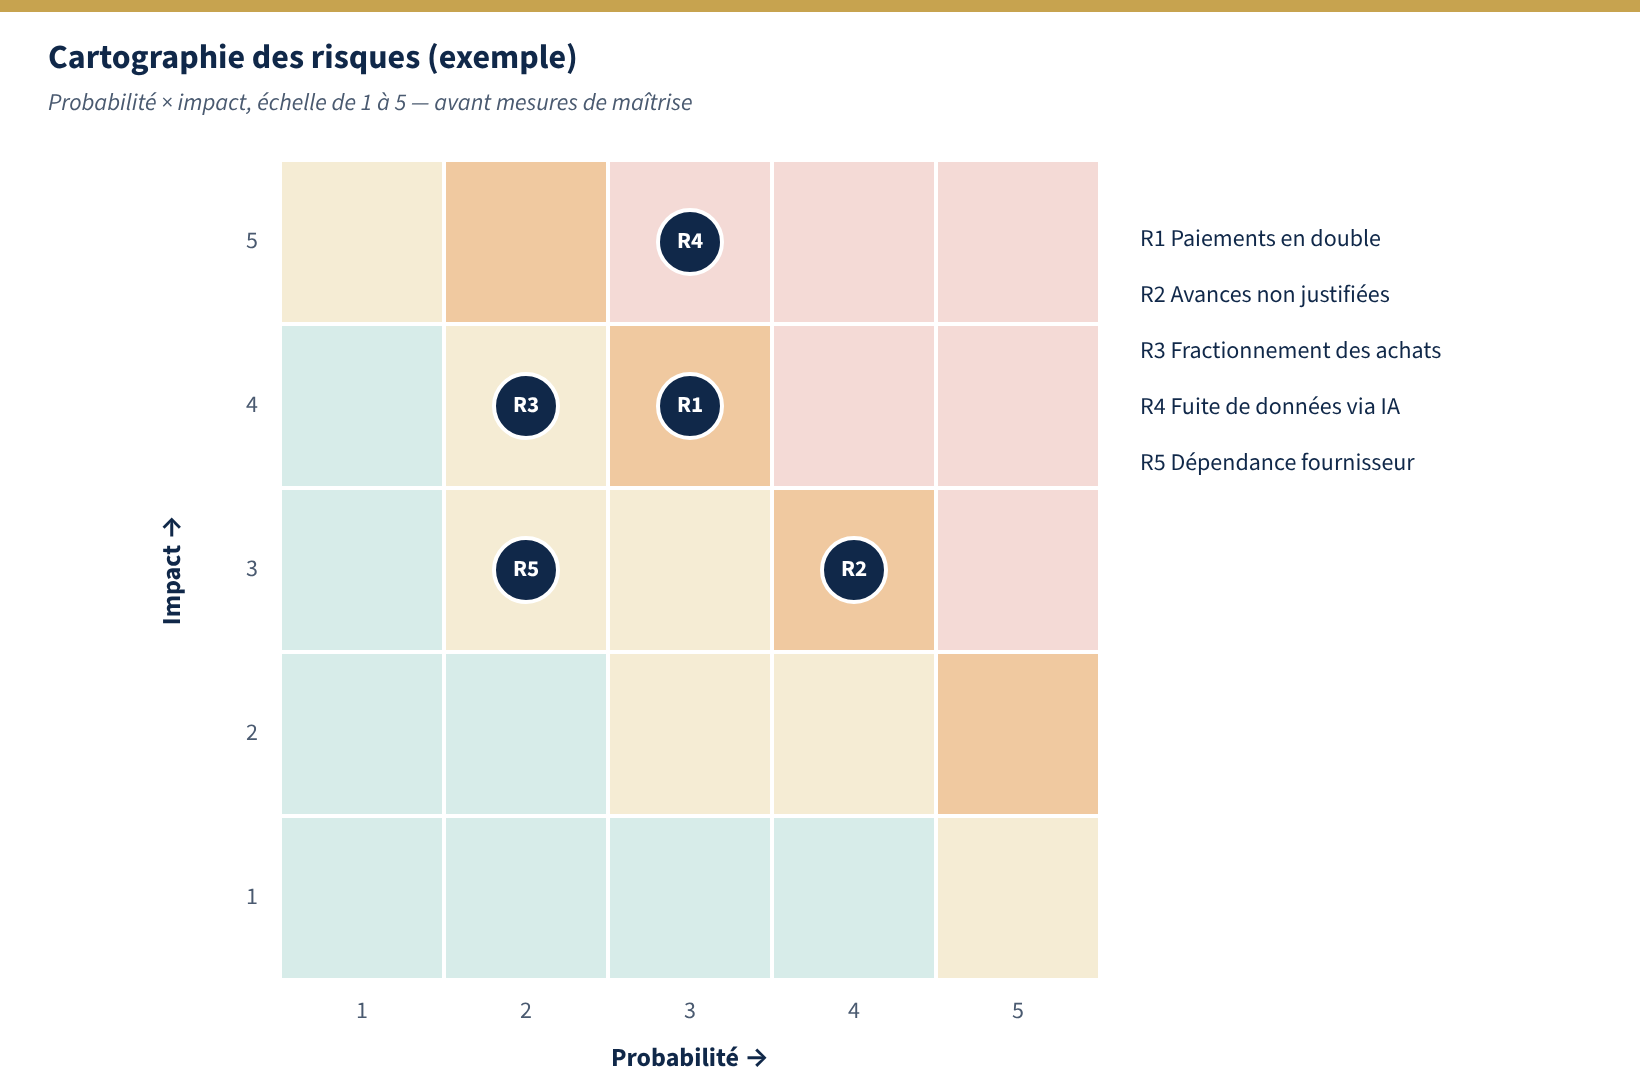 Cartographie des risques (exemple)
Probabilité × impact, échelle de 1 à 5 — avant mesures de maîtrise
5
R4
R1 Paiements en double
R2 Avances non justifiées
R3 Fractionnement des achats
R4 Fuite de données via IA
R5 Dépendance fournisseur
4
R3
R1
Impact →
3
R5
R2
2
1
1
2
3
4
5
Probabilité →